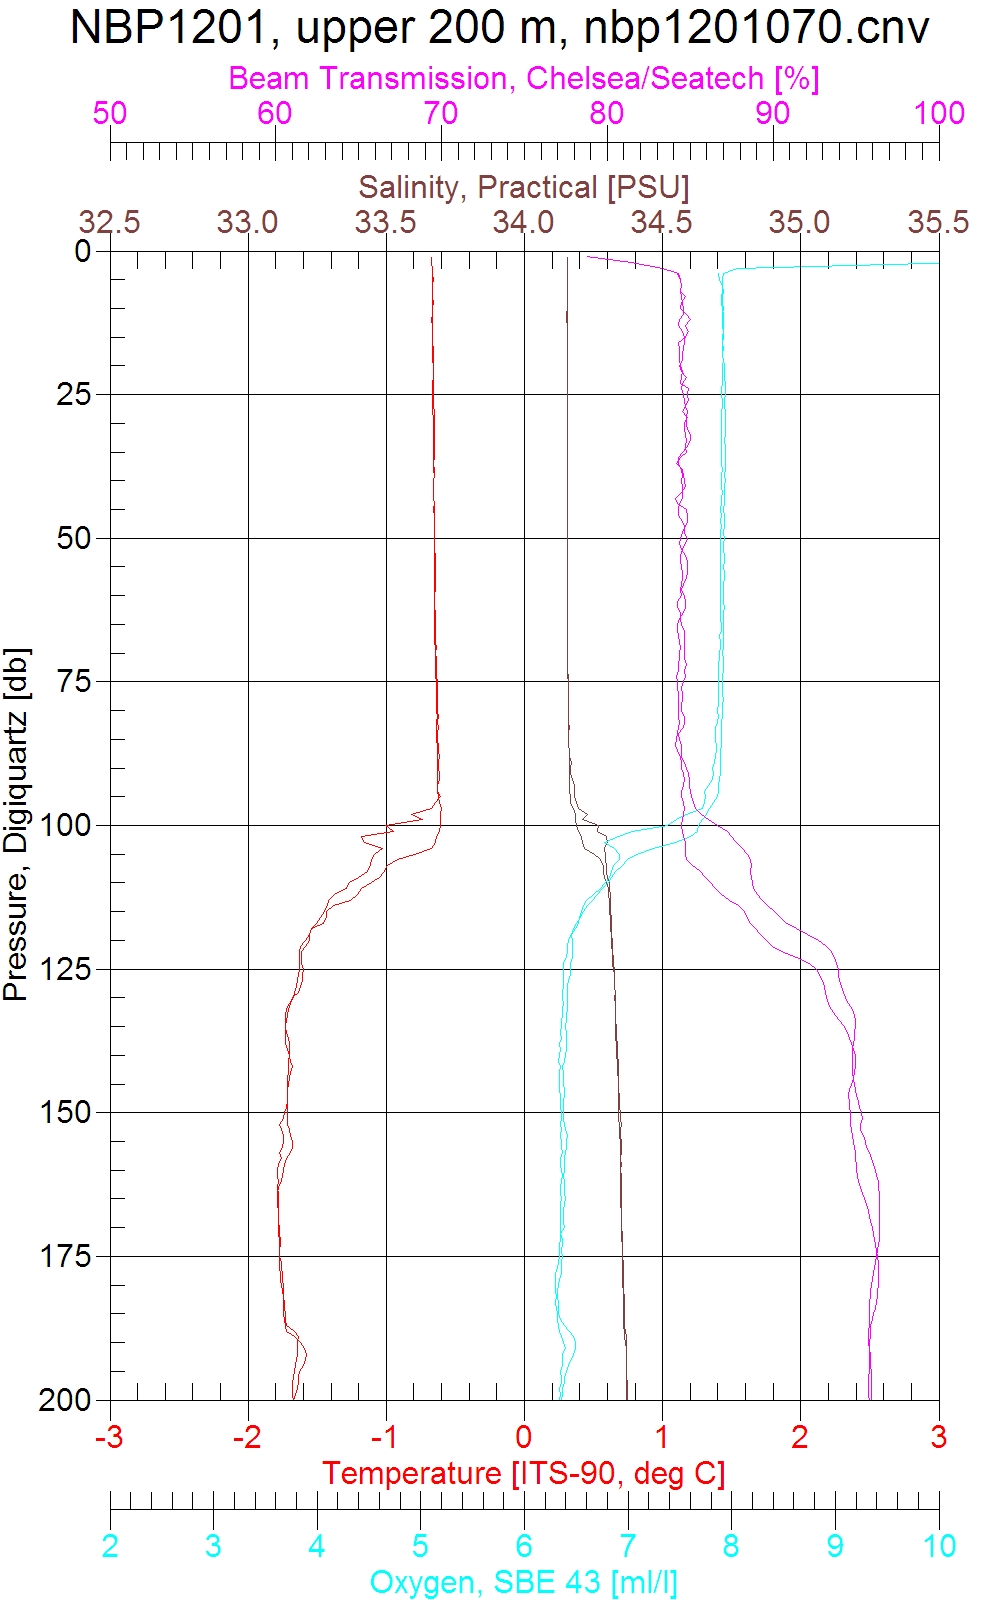 NBP1201, upper 200 m, nbp1201070.cnv
Beam Transmission, Chelsea/Seatech [%]
50 60 70 80 90 100
Salinity, Practical [PSU]
32.5 33.0 33.5 34.0 34.5 35.0 35.5
Pressure, Digiquartz [db]
0
25
50
75
100
125
150
175
200
-3 -2 -1 0 1 2 3
Temperature [ITS-90, deg C]
2 3 4 5 6 7 8 9 10
Oxygen, SBE 43 [ml/l]